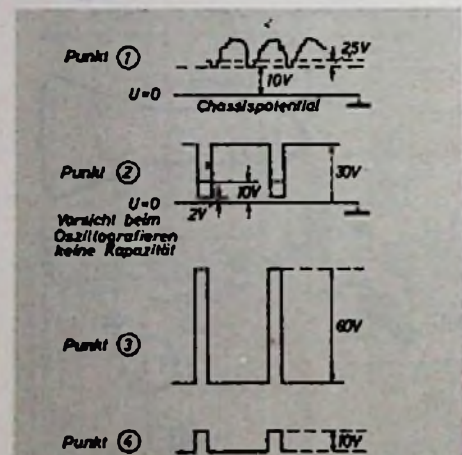 Punkt ①
25V
10V
U=0
Chassispotential
Punkt ②
30V
10V
U=0
2V
Vorsicht beim
Oszillografieren
keine Kapazität
Punkt ③
60V
Punkt ④
10V